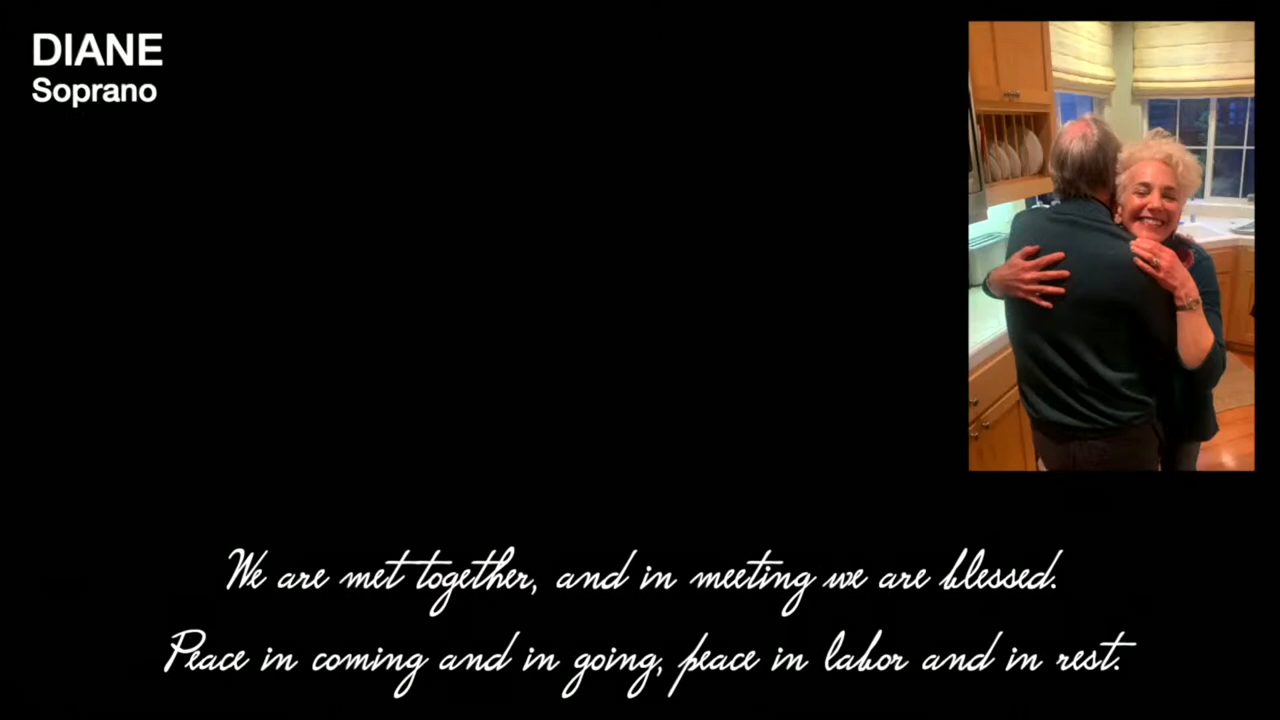 DIANE
Soprano
We are met together, and in meeting we are blessed.
Peace in coming and in going, peace in labor and in rest.